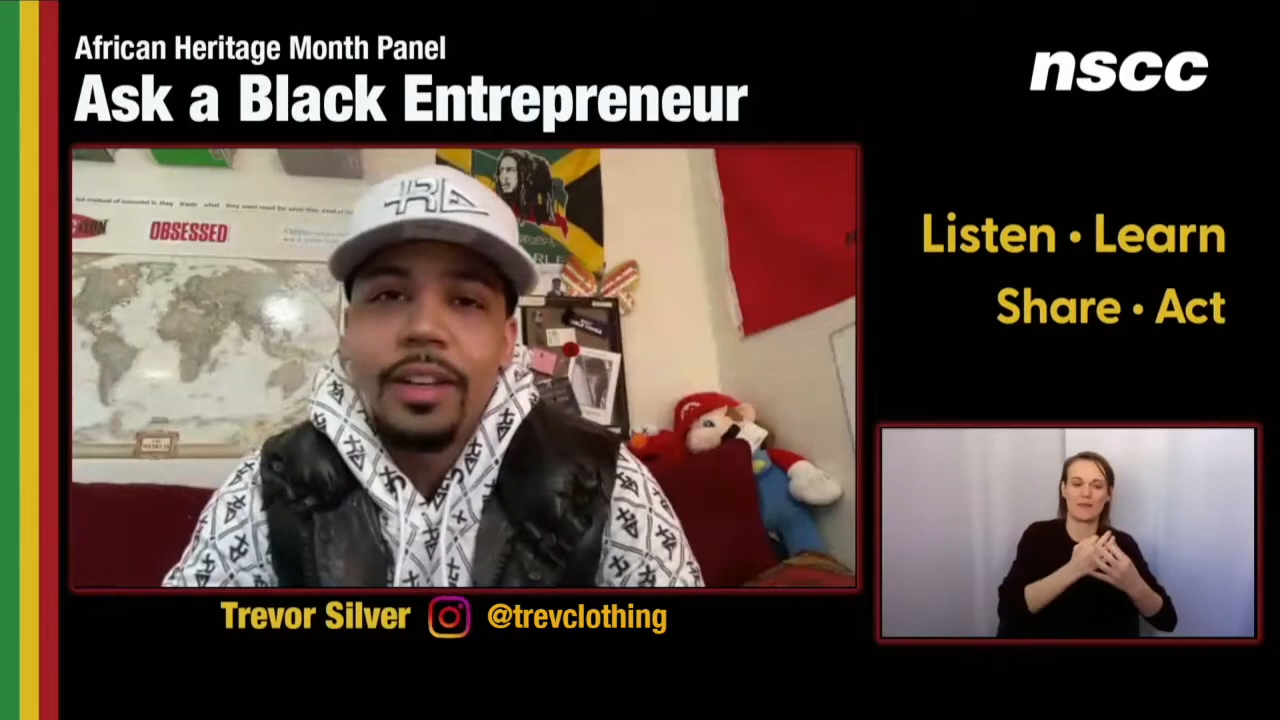 African Heritage Month Panel
Ask a Black Entrepreneur
nscc
OBSESSED
Listen • Learn
Share • Act
Trevor Silver @trevclothing